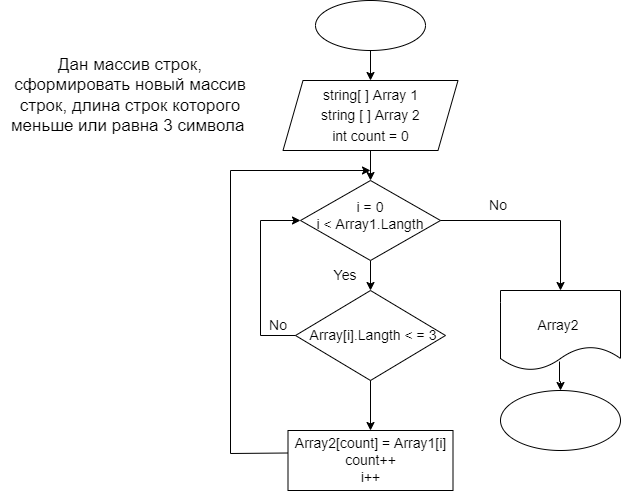 Дан массив строк,
сформировать новый массив
строк, длина строк которого
меньше или равна 3 символа
string[ ] Array 1
string [ ] Array 2
int count = 0
i = 0
i < Array1.Langth
No
Yes
Array[i].Langth < = 3
No
Array2
Array2[count] = Array1[i]
count++
i++